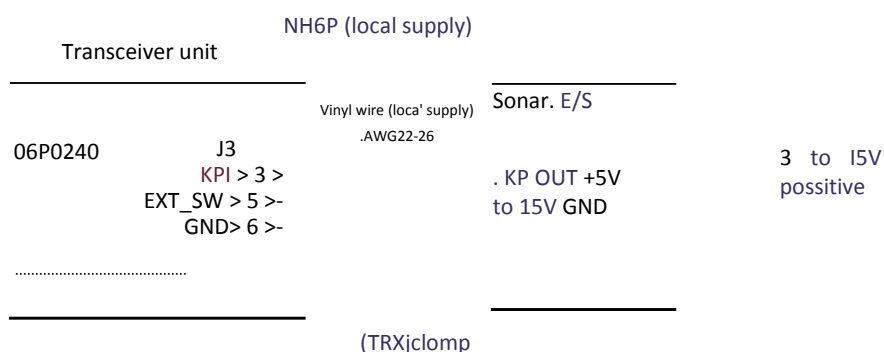 NH6P (local supply)
Transceiver unit
Vinyl wire (loca' supply)
.AWG22-26
Sonar. E/S
06P0240 J3
KPI > 3 >
EXT_SW > 5 >-
GND> 6 >-
. KP OUT +5V
to 15V GND
3 to I5V
possitive
............................................
(TRXjclomp